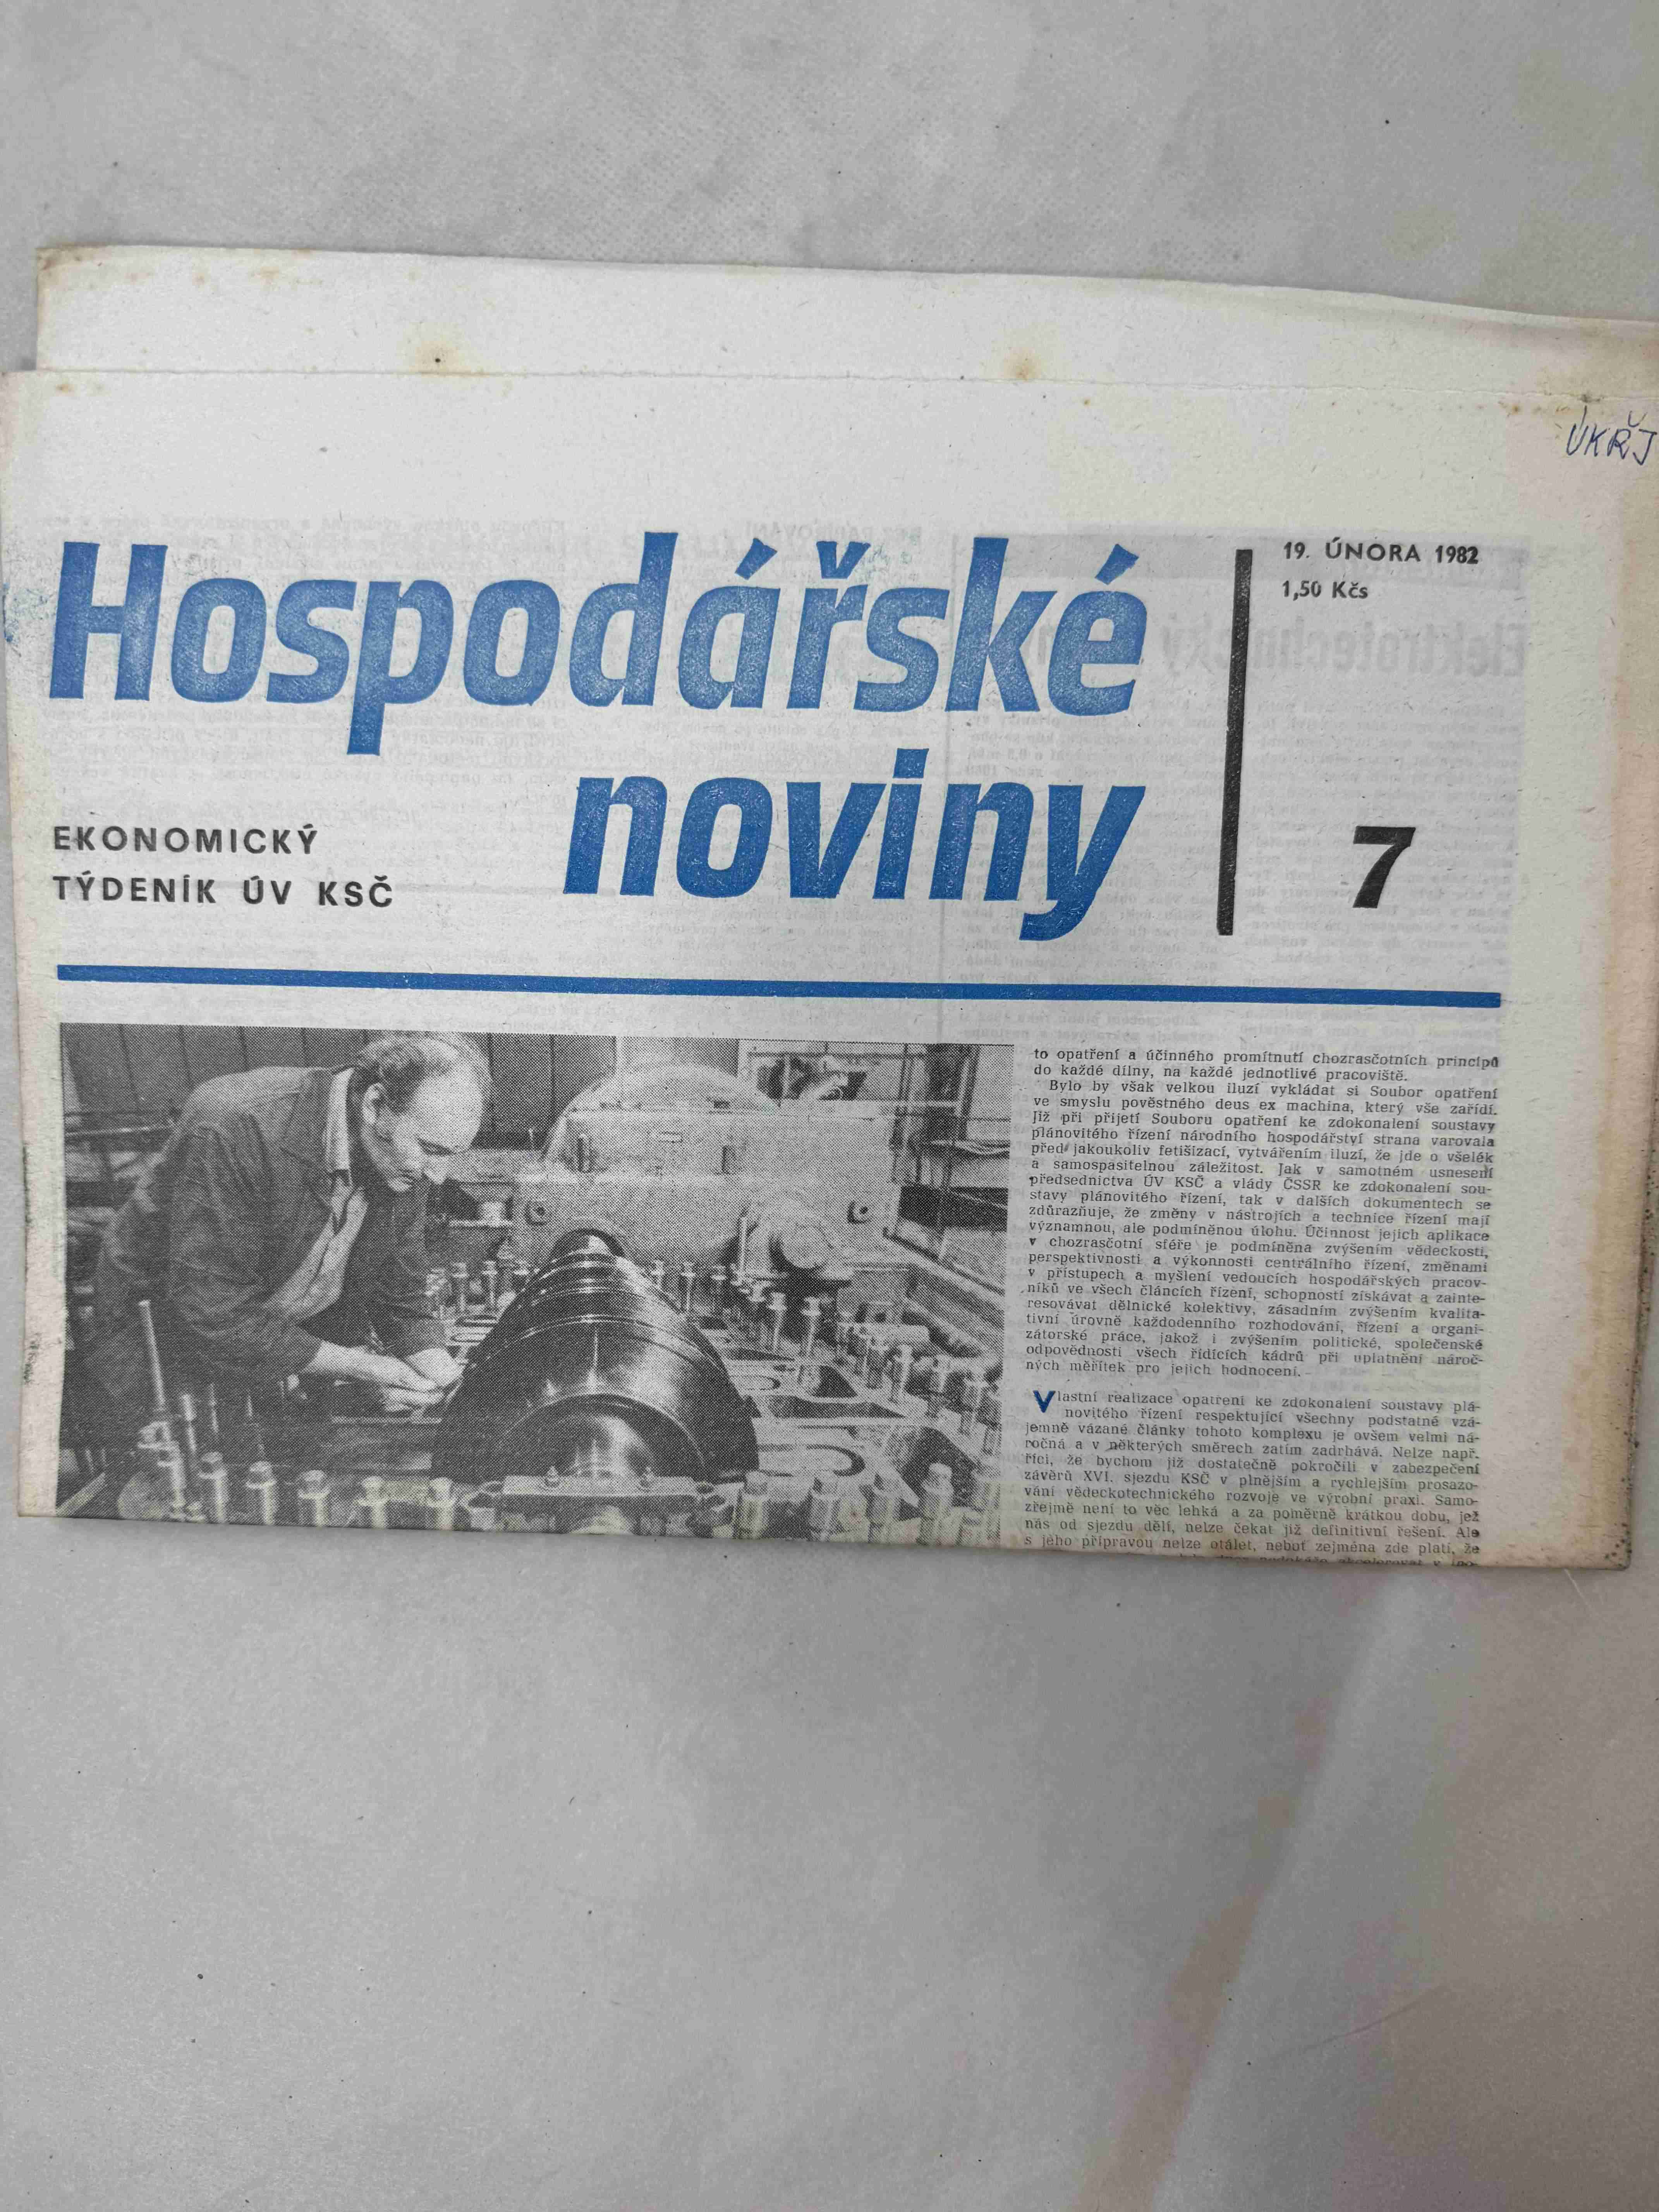 ÚKŘJ
Hospodářské
noviny
EKONOMICKÝ
TÝDENÍK ÚV KSČ
19. ÚNORA 1982
1,50 Kčs
7
to opatření a účinného promítnutí chozrasčotních principů
do každé dílny, na každé jednotlivé pracoviště.
Bylo by však velkou iluzí vykládat si Soubor opatření
ve smyslu pověstného deus ex machina, který vše zařídí.
Již při přijetí Souboru opatření ke zdokonalení soustavy
plánovitého řízení národního hospodářství strana varovala
před jakoukoliv fetišizací, vytvářením iluzí, že jde o všelék
a samospasitelnou záležitost. Jak v samotném usnesení
předsednictva ÚV KSČ a vlády ČSSR ke zdokonalení sou-
stavy plánovitého řízení, tak v dalších dokumentech se
zdůrazňuje, že změny v nástrojích a technice řízení mají
významnou, ale podmíněnou úlohu. Účinnost jejich aplikace
v chozrasčotní sféře je podmíněna zvýšením vědeckosti,
perspektivnosti a výkonnosti centrálního řízení, změnami
v přístupech a myšlení vedoucích hospodářských pracov-
níků ve všech článcích řízení, schopností získávat a zainte-
resovávat dělnické kolektivy, zásadním zvýšením kvalita-
tivní úrovně každodenního rozhodování, řízení a organi-
zátorské práce, jakož i zvýšením politické, společenské
odpovědnosti všech řídících kádrů při uplatnění nároč-
ných měřítek pro jejich hodnocení.
Vlastní realizace opatření ke zdokonalení soustavy plá-
novitého řízení respektující všechny podstatné vzá-
jemně vázané články tohoto komplexu je ovšem velmi ná-
ročná a v některých směrech zatím zadrhává. Nelze např.
říci, že bychom již dostatečně pokročili v zabezpečení
závěrů XVI. sjezdu KSČ v plnějším a rychlejším prosazo-
vání vědeckotechnického rozvoje ve výrobní praxi. Samo-
zřejmě není to věc lehká a za poměrně krátkou dobu, jež
nás od sjezdu dělí, nelze čekat již definitivní řešení. Ale
s jeho přípravou nelze otálet, neboť zejména zde platí, že